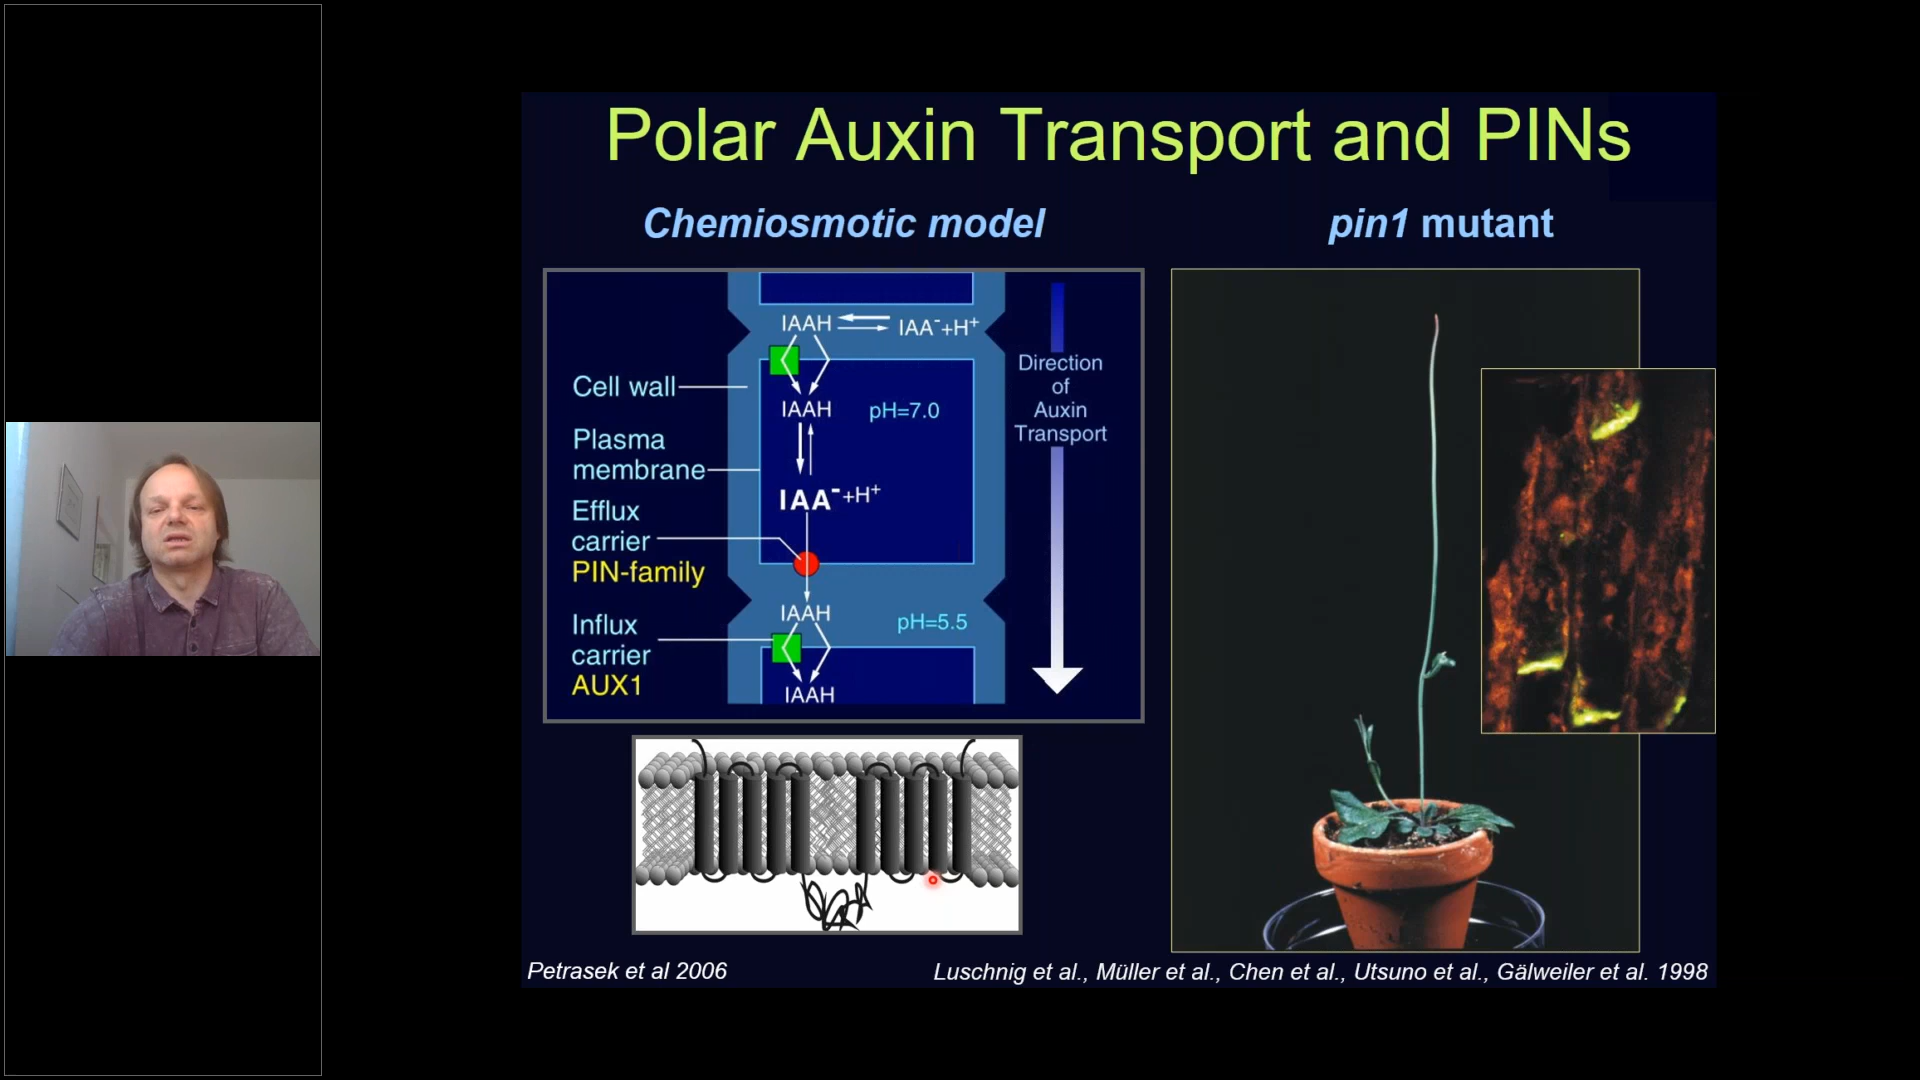 Polar Auxin Transport and PINs
Chemiosmotic model
pin1 mutant
IAAH
IAA⁻+H⁺
Cell wall
IAAH
pH=7.0
Direction
of
Auxin
Transport
Plasma
membrane
IAA⁻+H⁺
Efflux
carrier
PIN-family
IAAH
pH=5.5
Influx
carrier
AUX1
IAAH
Petrasek et al 2006
Luschnig et al., Müller et al., Chen et al., Utsuno et al., Gälweiler et al. 1998